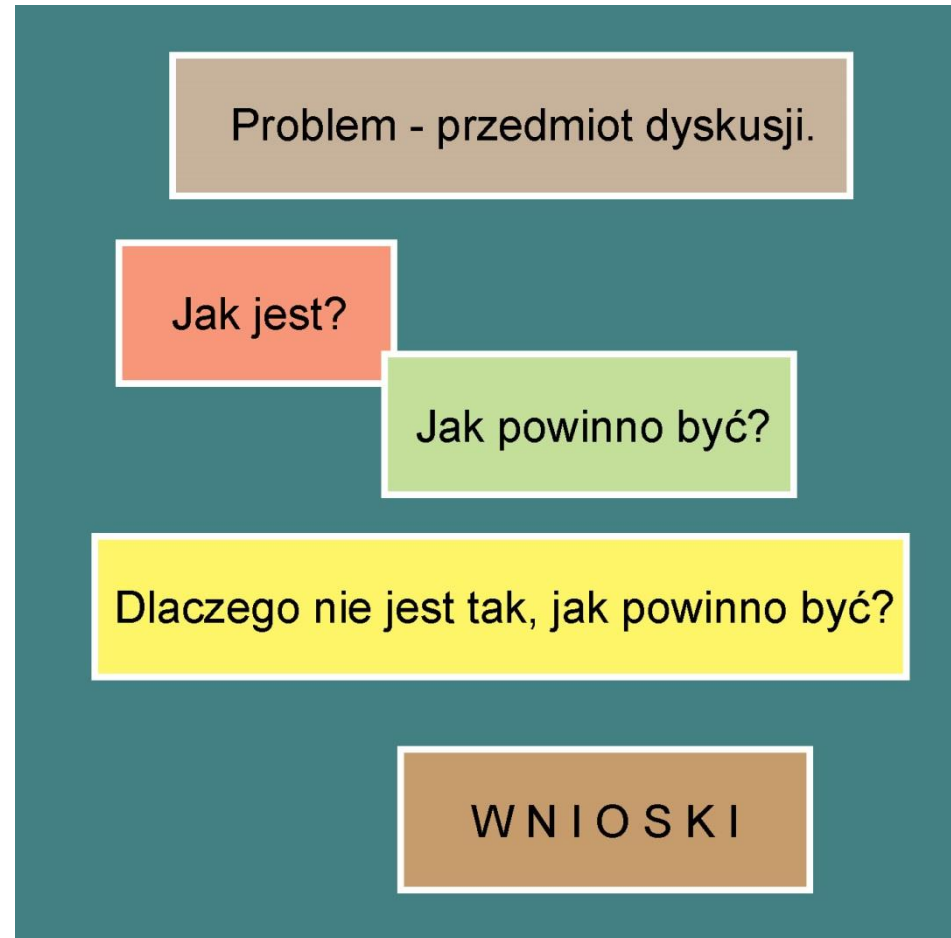 Problem - przedmiot dyskusji.
Jak jest?
Jak powinno być?
Dlaczego nie jest tak, jak powinno być?
W N I O S K I